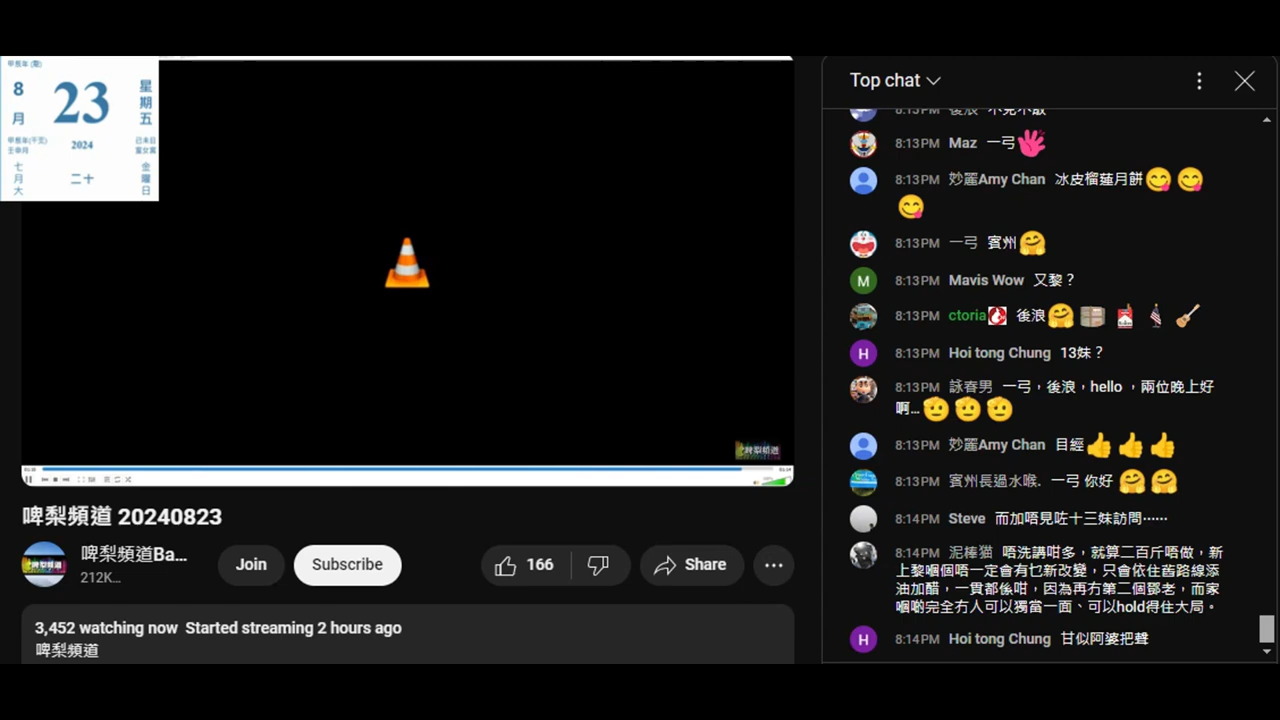 甲辰年 (龍)
8
月
23
星
期
五
2024
七
月
大
二十
金
曜
日
啤梨頻道
啤梨頻道 20240823
啤梨頻道Ba...
212K...
Join
Subscribe
166
Share
3,452 watching now Started streaming 2 hours ago
啤梨頻道
Top chat
8:13PM Maz 一弓
8:13PM 妙麗Amy Chan 冰皮榴蓮月餅
8:13PM 一弓 賓州
8:13PM Mavis Wow 又黎？
8:13PM ctoria 後浪
8:13PM Hoi tong Chung 13妹？
8:13PM 詠春男 一弓，後浪，hello ，兩位晚上好
啊...
8:13PM 妙麗Amy Chan 目經
8:13PM 賓州長過水喉. 一弓 你好
8:14PM Steve 而加唔見咗十三妹訪問⋯⋯
8:14PM 泥棒猫 唔洗講咁多，就算二百斤唔做，新
上黎嗰個唔一定會有乜新改變，只會依住舊路線添
油加醋，一貫都係咁，因為再冇第二個鄧老，而家
嗰啲完全冇人可以獨當一面、可以hold得住大局。
8:14PM Hoi tong Chung 甘似阿婆把聲